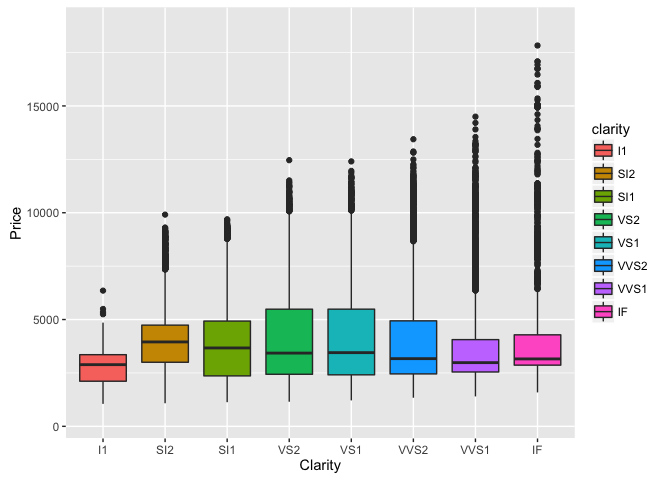 15000
10000
5000
0
Price
I1 SI2 SI1 VS2 VS1 VVS2 VVS1 IF
Clarity
clarity
I1
SI2
SI1
VS2
VS1
VVS2
VVS1
IF